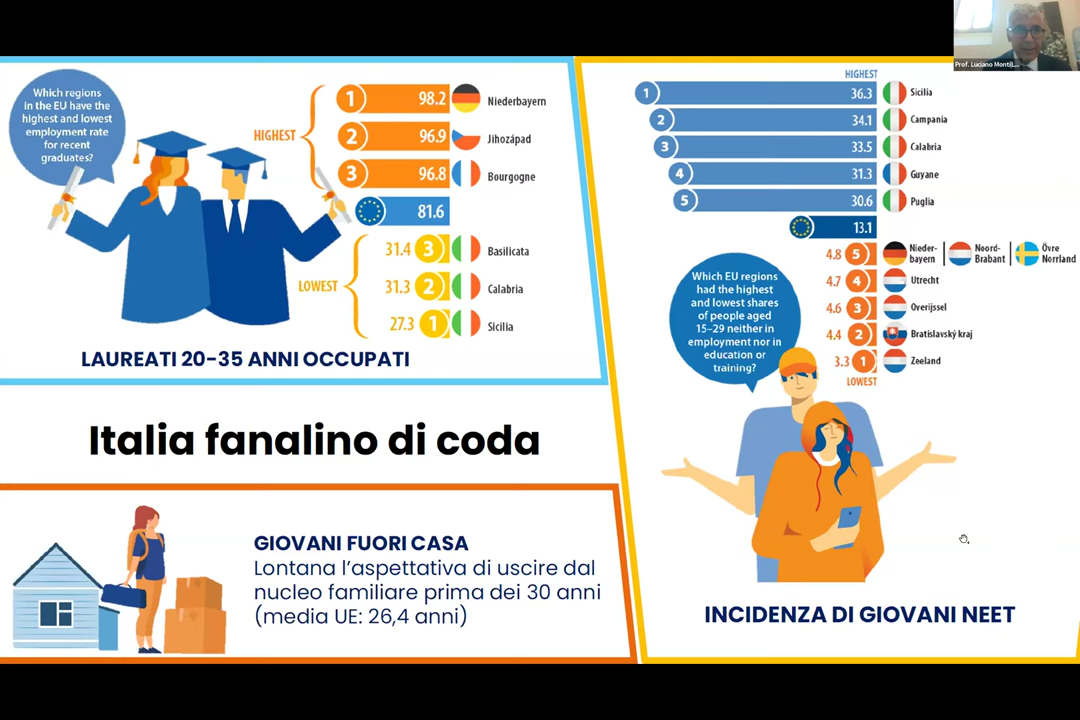 Prof. Luciano Monti
Which regions
in the EU have the
highest and lowest
employment rate
for recent
graduates?
HIGHEST
1 98.2 Niederbayern
2 96.9 Jihozápad
3 96.8 Bourgogne
81.6
LOWEST
31.4 3 Basilicata
31.3 2 Calabria
27.3 1 Sicilia
LAUREATI 20-35 ANNI OCCUPATI
Italia fanalino di coda
GIOVANI FUORI CASA
Lontana l’aspettativa di uscire dal
nucleo familiare prima dei 30 anni
(media UE: 26,4 anni)
HIGHEST
1 36.3 Sicilia
2 34.1 Campania
3 33.5 Calabria
4 31.3 Guyane
5 30.6 Puglia
13.1
4.8 5 Nieder-
bayern
Noord-
Brabant
Övre
Norrland
4.7 4 Utrecht
4.6 3 Overijssel
4.4 2 Bratislavský kraj
3.3 1 Zeeland
LOWEST
Which EU regions
had the highest
and lowest shares
of people aged
15–29 neither in
employment nor in
education or
training?
INCIDENZA DI GIOVANI NEET